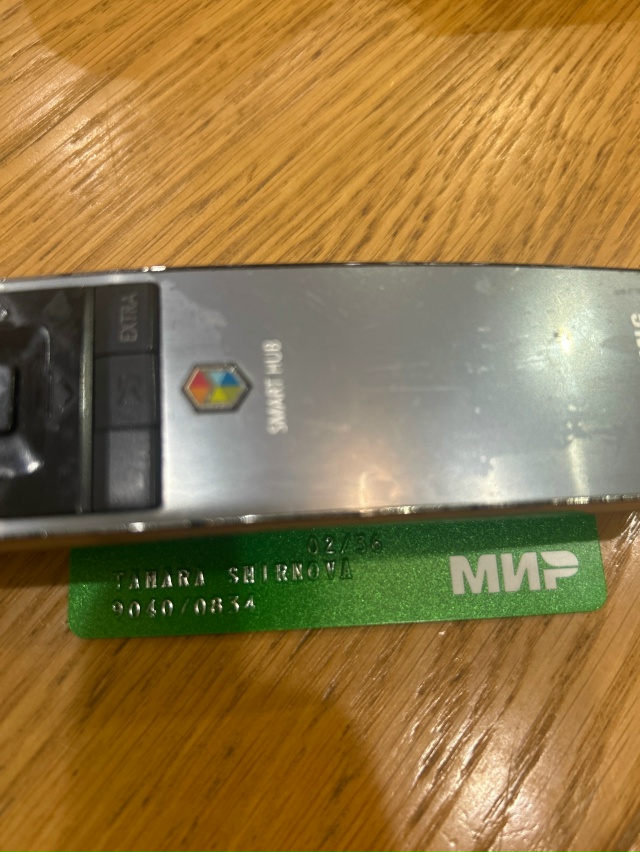 EXTRA
SMART HUB
02/36
TAMARA SMIRNOVA
9040/0834
МИР